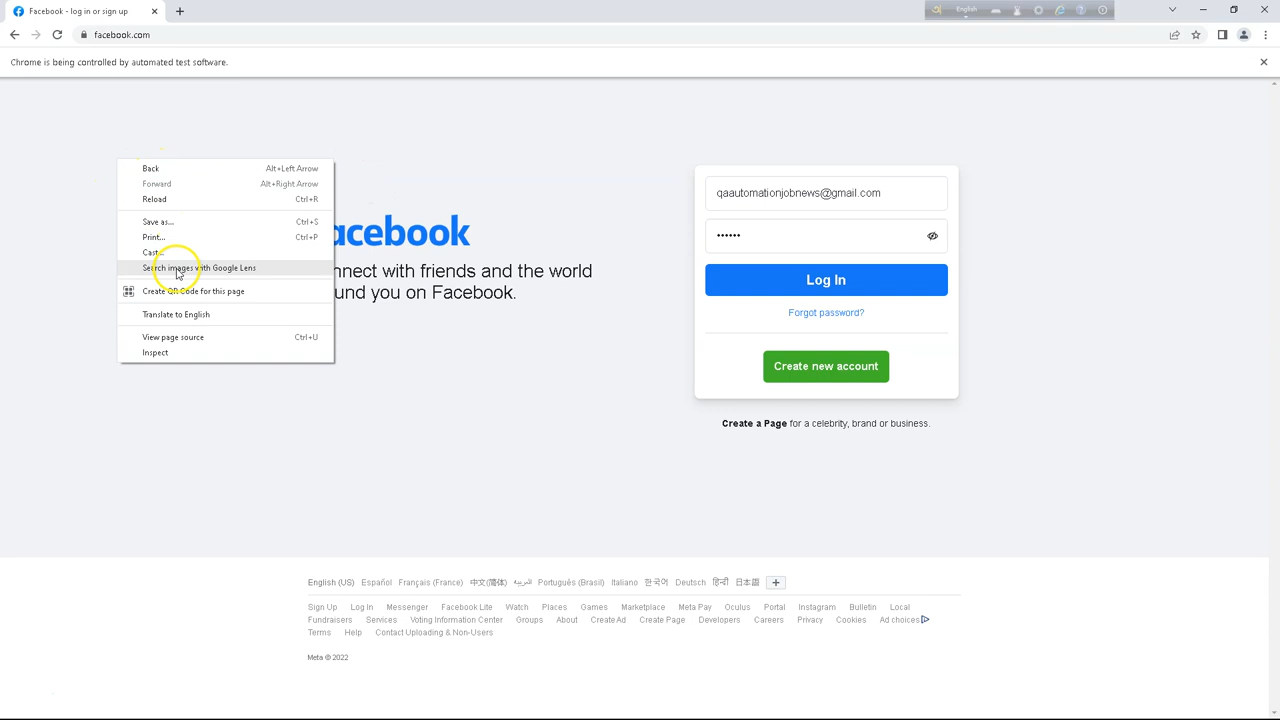 Facebook - log in or sign up
English
facebook.com
Chrome is being controlled by automated test software.
Back Alt+Left Arrow
Forward Alt+Right Arrow
Reload Ctrl+R
Save as... Ctrl+S
Print... Ctrl+P
Cast...
Search images with Google Lens
Create QR Code for this page
Translate to English
View page source Ctrl+U
Inspect
acebook
nnect with friends and the world
und you on Facebook.
qaautomationjobnews@gmail.com
••••••
Log In
Forgot password?
Create new account
Create a Page for a celebrity, brand or business.
English (US) Español Français (France) 中文(简体) العربية Português (Brasil) Italiano 한국어 Deutsch हिन्दी 日本語
Sign Up Log In Messenger Facebook Lite Watch Places Games Marketplace Meta Pay Oculus Portal Instagram Bulletin Local
Fundraisers Services Voting Information Center Groups About Create Ad Create Page Developers Careers Privacy Cookies Ad choices
Terms Help Contact Uploading & Non-Users
Meta © 2022